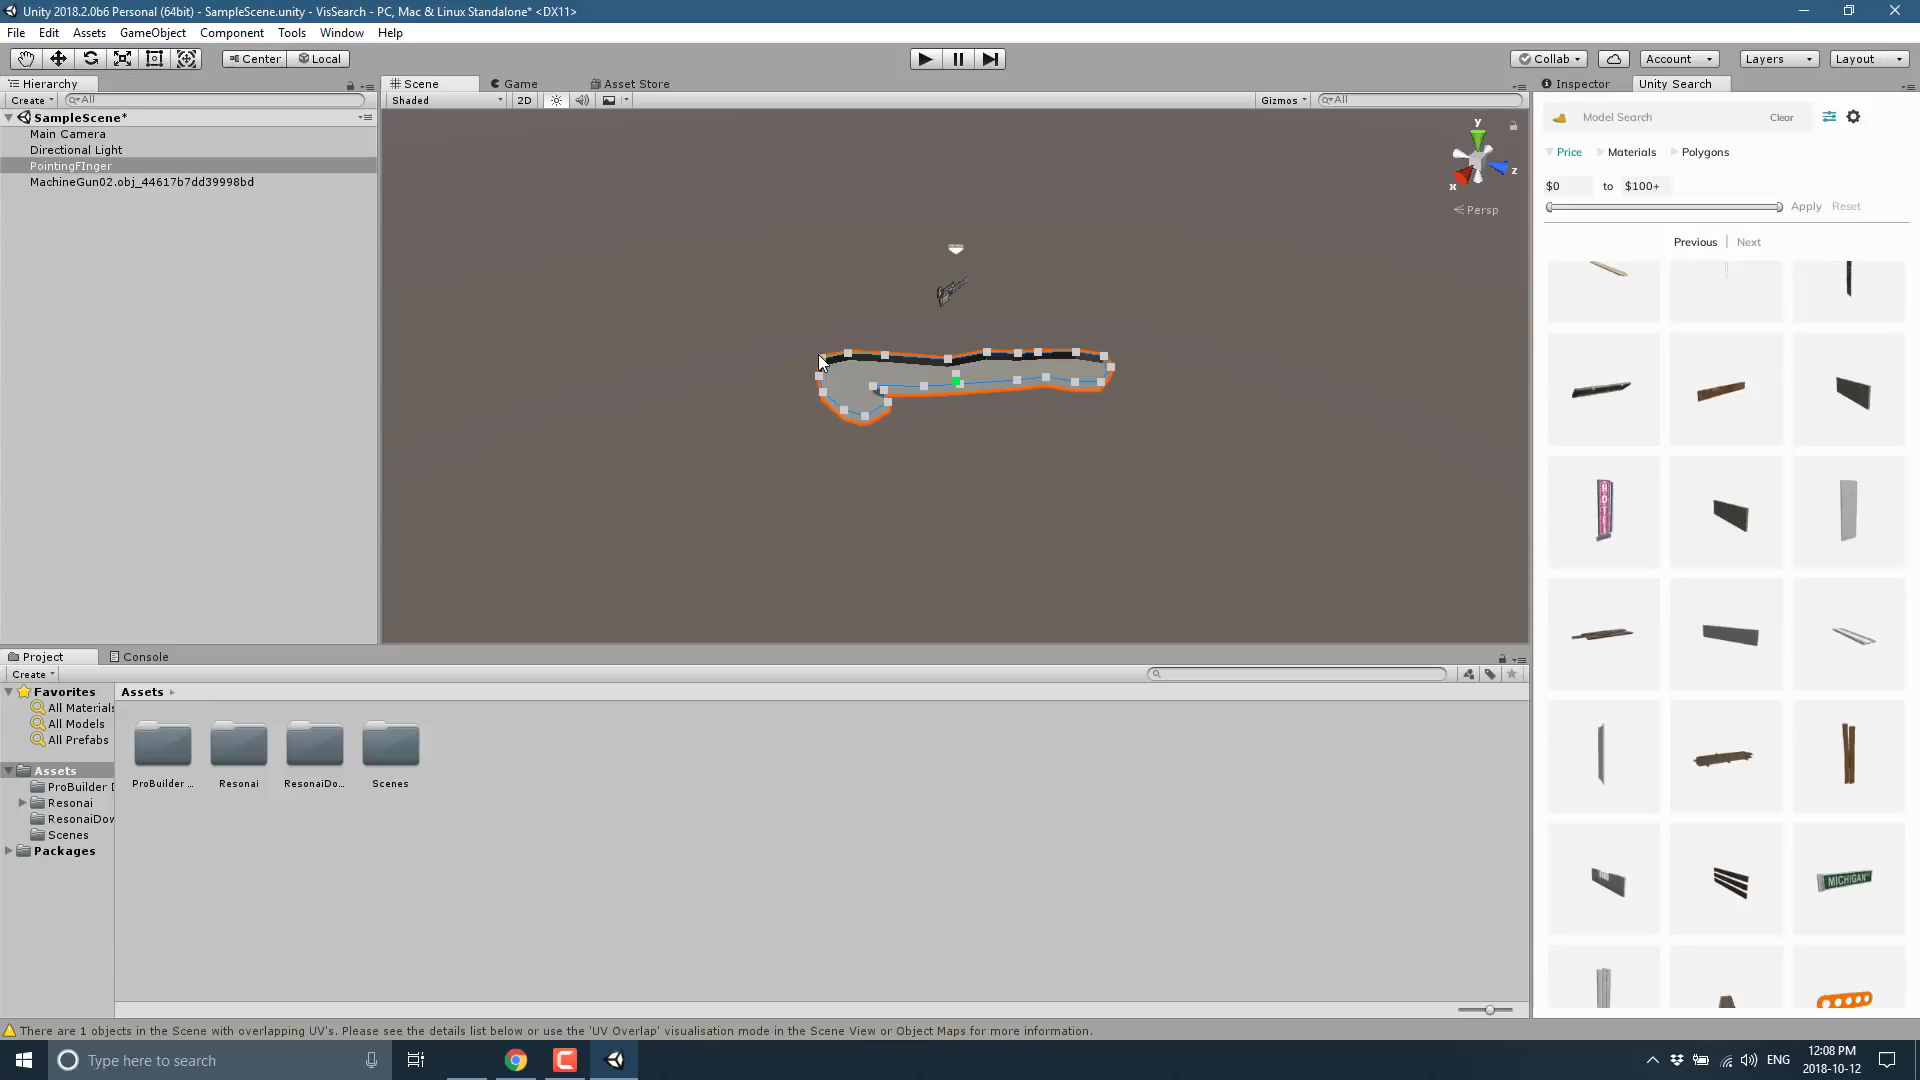 Unity 2018.2.0b6 Personal (64bit) - SampleScene.unity - VisSearch - PC, Mac & Linux Standalone* <DX11>
File Edit Assets GameObject Component Tools Window Help
Center Local Collab Account Layers Layout
Hierarchy Scene Game Asset Store Inspector Unity Search
Create All Shaded 2D Gizmos All
SampleScene*
Main Camera
Directional Light
PointingFInger
MachineGun02.obj_44617b7dd39998bd
y
x
z
Persp
Model Search Clear
Price Materials Polygons
$0 to $100+
Apply Reset
Previous | Next
HOTEL
MICHIGAN
Project Console
Create
Favorites
All Materials
All Models
All Prefabs
Assets
ProBuilder D
Resonai
ResonaiDow
Scenes
Packages
Assets
ProBuilder ...
Resonai
ResonaiDo...
Scenes
There are 1 objects in the Scene with overlapping UV's. Please see the details list below or use the 'UV Overlap' visualisation mode in the Scene View or Object Maps for more information.
Type here to search
ENG
12:08 PM
2018-10-12